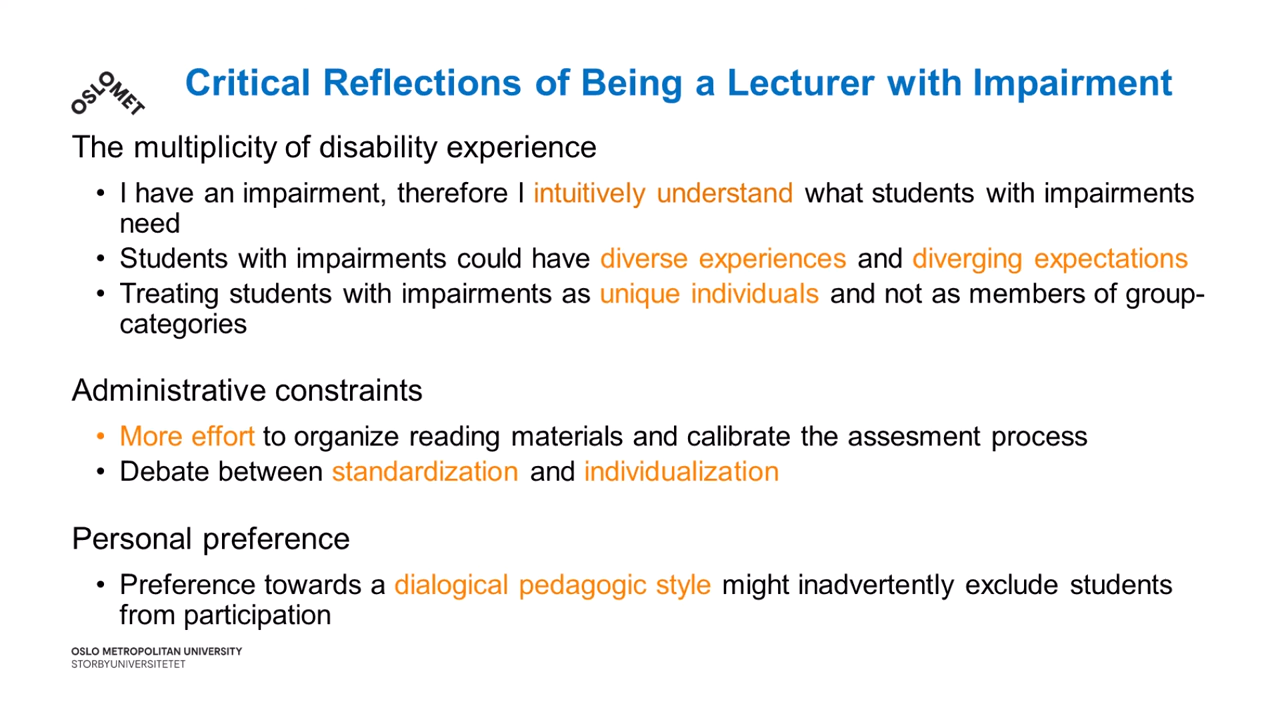 OSLOMET
Critical Reflections of Being a Lecturer with Impairment
The multiplicity of disability experience
• I have an impairment, therefore I intuitively understand what students with impairments
need
• Students with impairments could have diverse experiences and diverging expectations
• Treating students with impairments as unique individuals and not as members of group-
categories
Administrative constraints
• More effort to organize reading materials and calibrate the assesment process
• Debate between standardization and individualization
Personal preference
• Preference towards a dialogical pedagogic style might inadvertently exclude students
from participation
OSLO METROPOLITAN UNIVERSITY
STORBYUNIVERSITETET